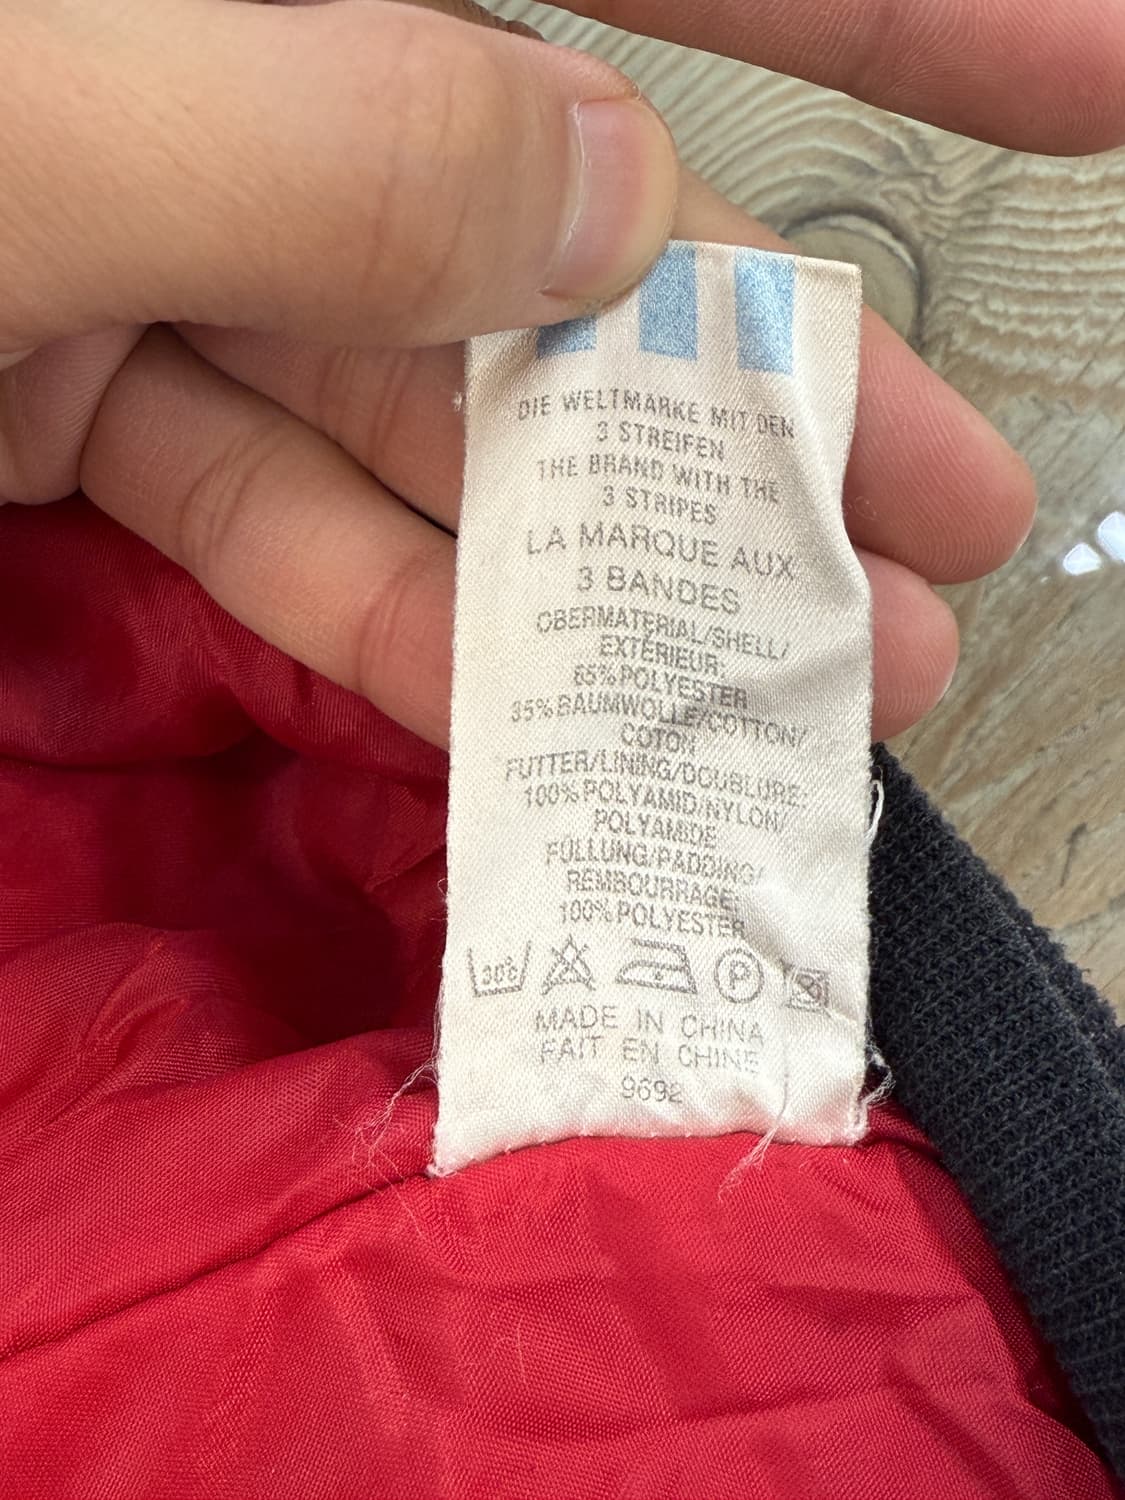 DIE WELTMARKE MIT DEN
3 STREIFEN
THE BRAND WITH THE
3 STRIPES
LA MARQUE AUX
3 BANDES
OBERMATERIAL/SHELL/
EXTÉRIEUR:
65%POLYESTER
35%BAUMWOLLE/COTTON/
COTON
FUTTER/LINING/DOUBLURE:
100%POLYAMID/NYLON/
POLYAMIDE
FÜLLUNG/PADDING/
REMBOURRAGE:
100%POLYESTER
30°C P
MADE IN CHINA
FAIT EN CHINE
9692